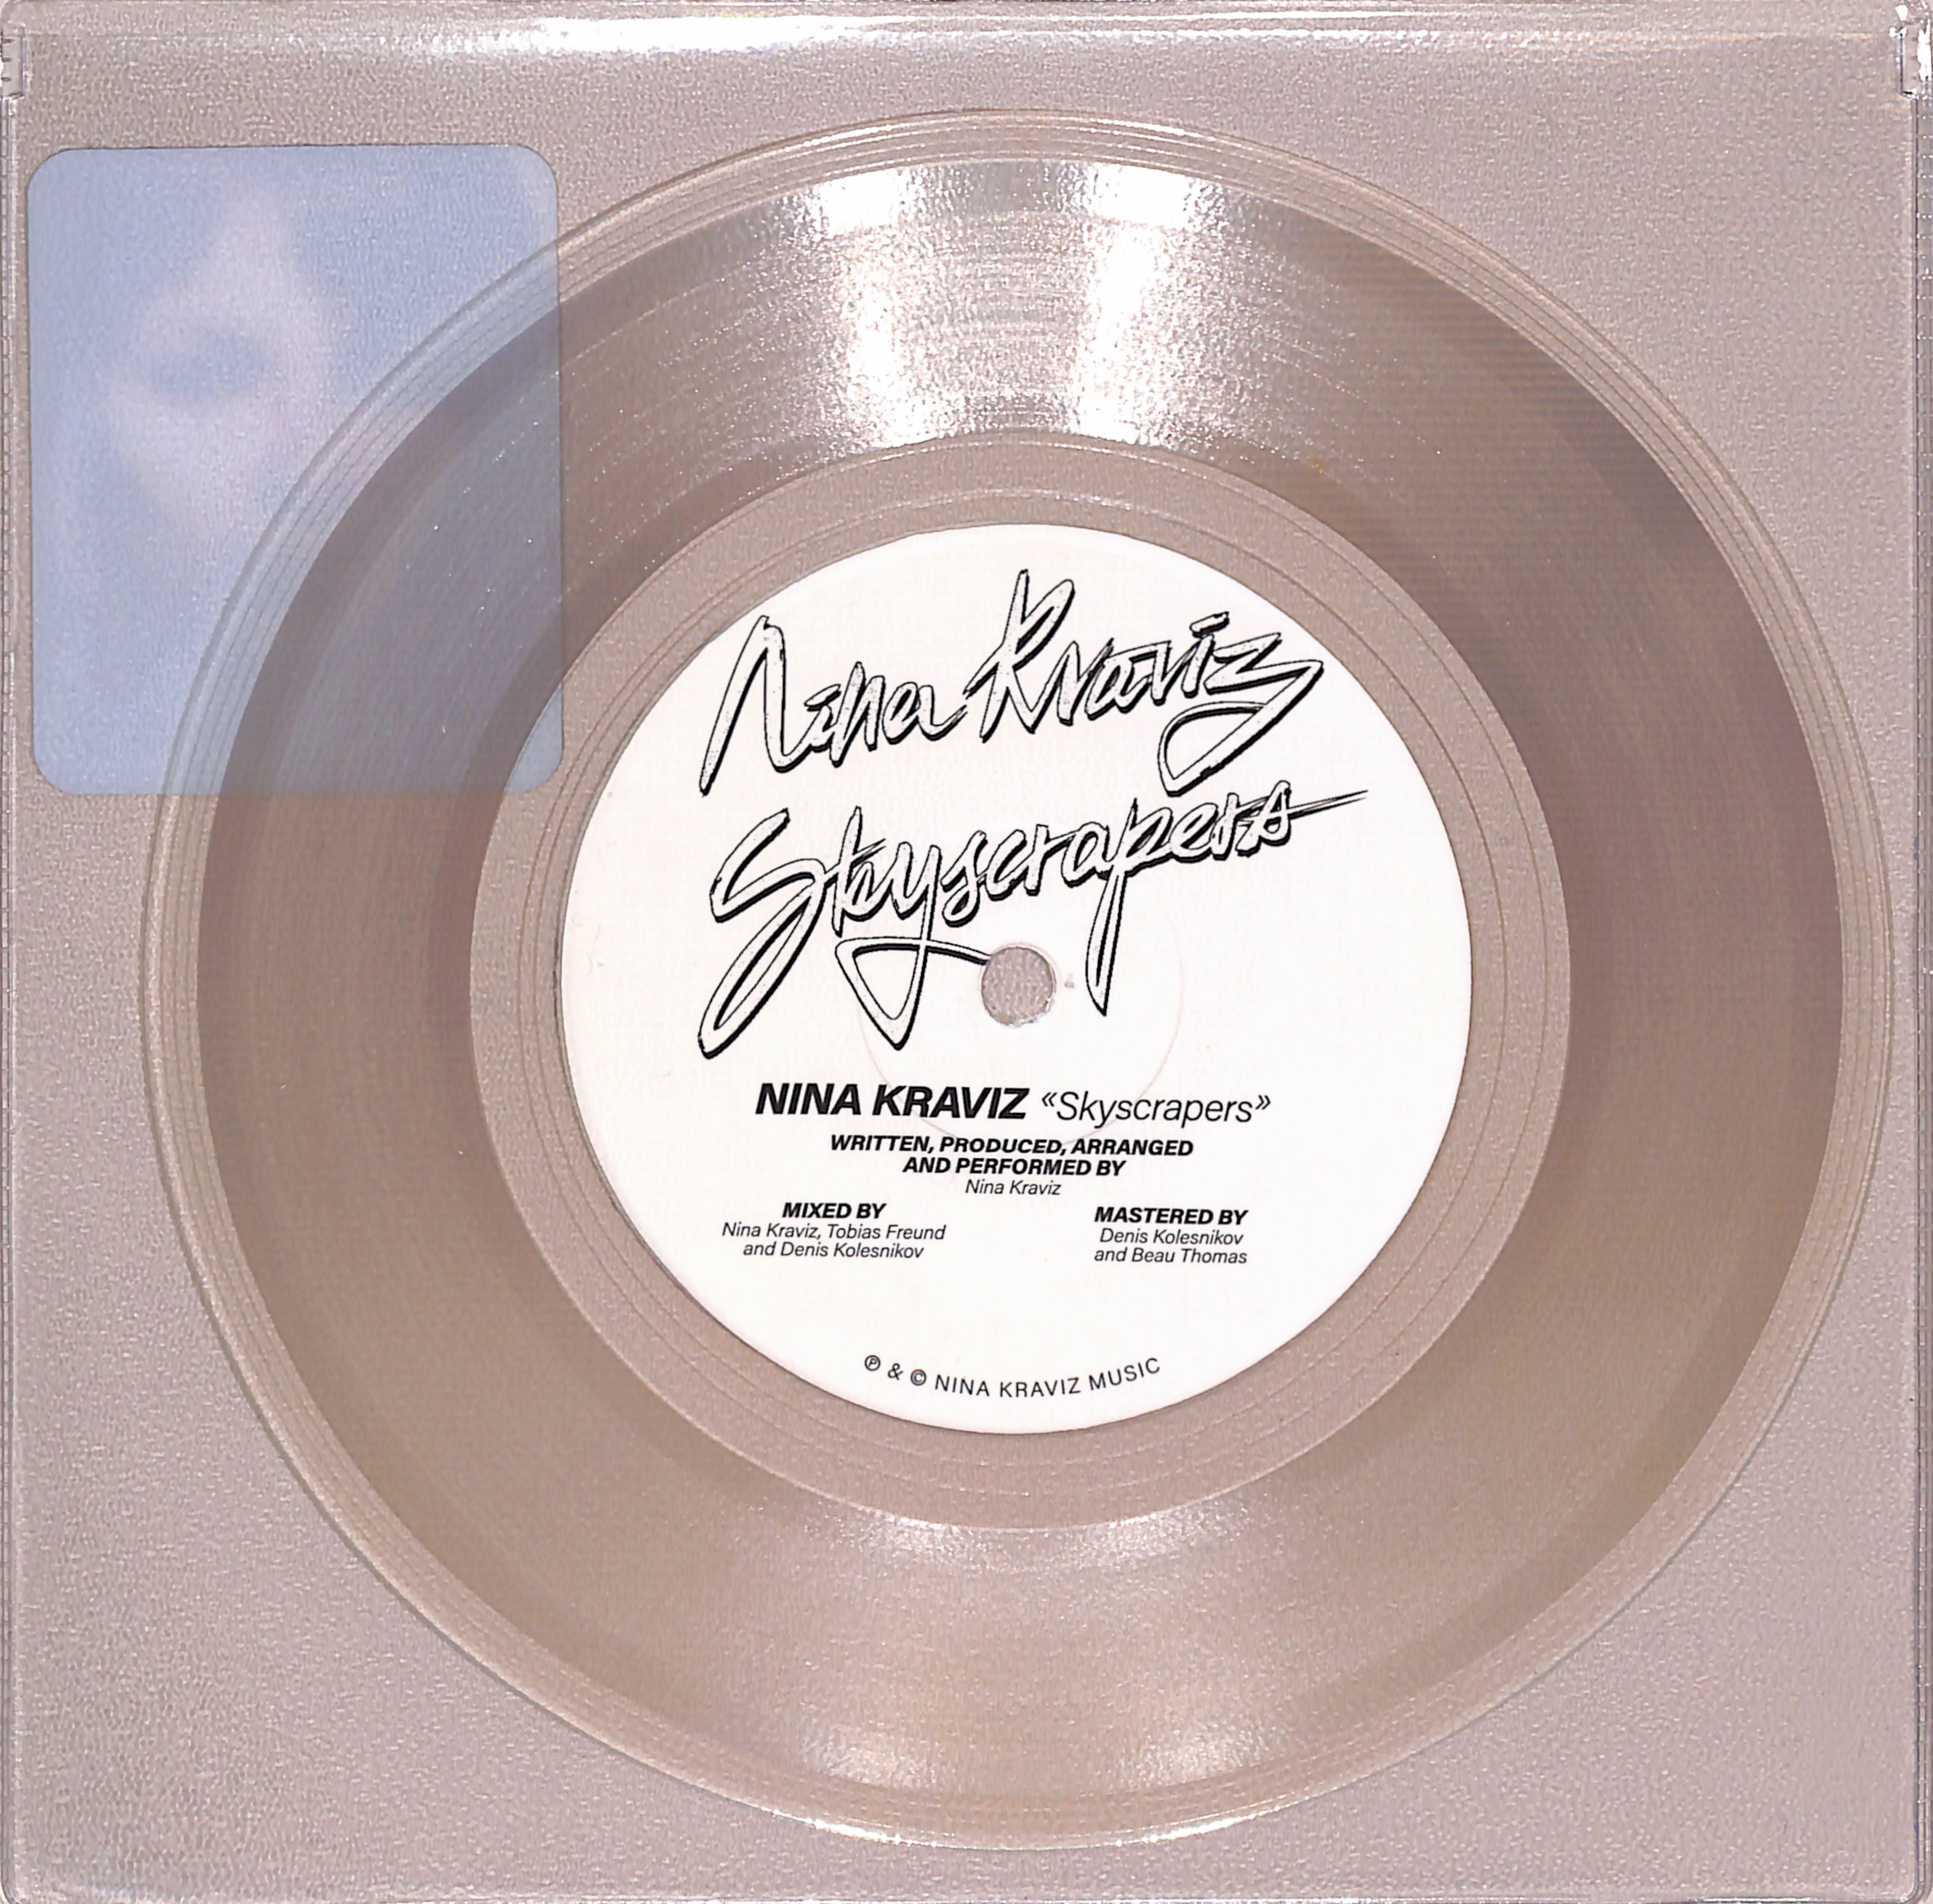 Nina Kraviz
Skyscrapers
NINA KRAVIZ «Skyscrapers»
WRITTEN, PRODUCED, ARRANGED
AND PERFORMED BY
Nina Kraviz
MIXED BY
Nina Kraviz, Tobias Freund
and Denis Kolesnikov
MASTERED BY
Denis Kolesnikov
and Beau Thomas
℗ & © NINA KRAVIZ MUSIC